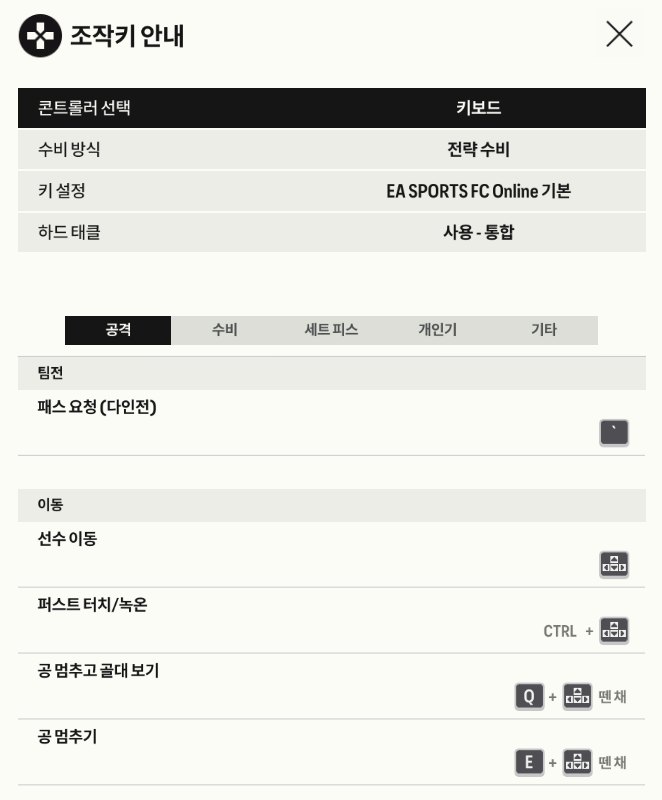 조작키 안내
콘트롤러 선택 키보드
수비 방식 전략 수비
키 설정 EA SPORTS FC Online 기본
하드 태클 사용 - 통합
공격 수비 세트 피스 개인기 기타
팀전
패스 요청 (다인전)
`
이동
선수 이동
퍼스트 터치/녹온
CTRL +
공 멈추고 골대 보기
Q + 뗀 채
공 멈추기
E + 뗀 채